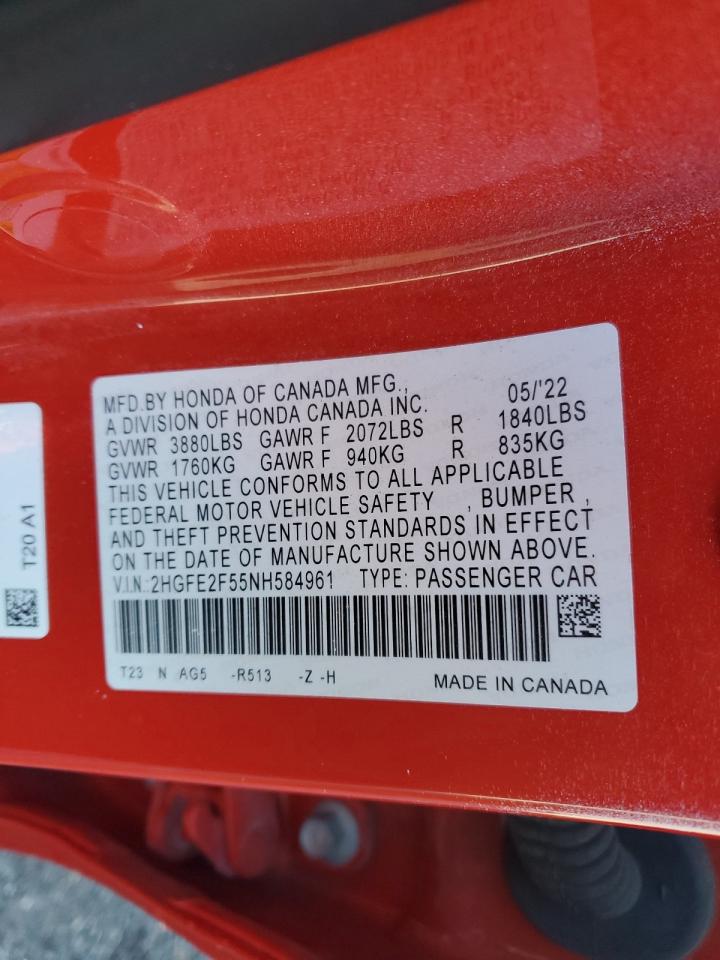 MFD.BY HONDA OF CANADA MFG., 05/'22
A DIVISION OF HONDA CANADA INC.
GVWR 3880LBS GAWR F 2072LBS R 1840LBS
GVWR 1760KG GAWR F 940KG R 835KG
THIS VEHICLE CONFORMS TO ALL APPLICABLE
FEDERAL MOTOR VEHICLE SAFETY , BUMPER ,
AND THEFT PREVENTION STANDARDS IN EFFECT
ON THE DATE OF MANUFACTURE SHOWN ABOVE.
V.I.N.:2HGFE2F55NH584961 TYPE: PASSENGER CAR
T23 N AG5 -R513 -Z -H MADE IN CANADA
T20 A1